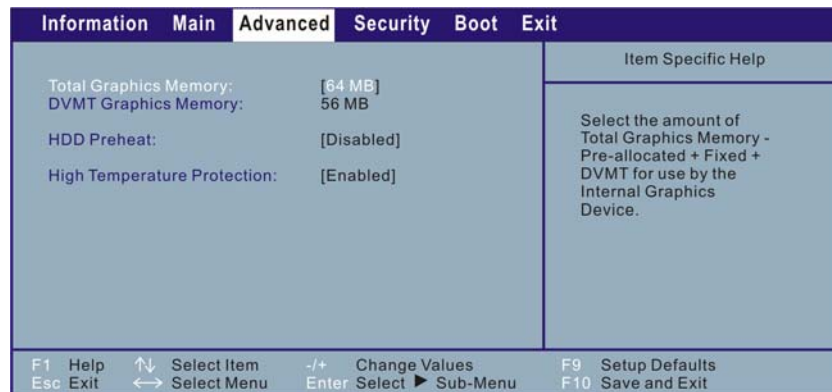 Information Main Advanced Security Boot Exit
Item Specific Help
Total Graphics Memory: [64 MB]
DVMT Graphics Memory: 56 MB
HDD Preheat: [Disabled]
High Temperature Protection: [Enabled]
Select the amount of
Total Graphics Memory -
Pre-allocated + Fixed +
DVMT for use by the
Internal Graphics
Device.
F1 Help ↑↓ Select Item -/+ Change Values F9 Setup Defaults
Esc Exit ←→ Select Menu Enter Select ▶ Sub-Menu F10 Save and Exit